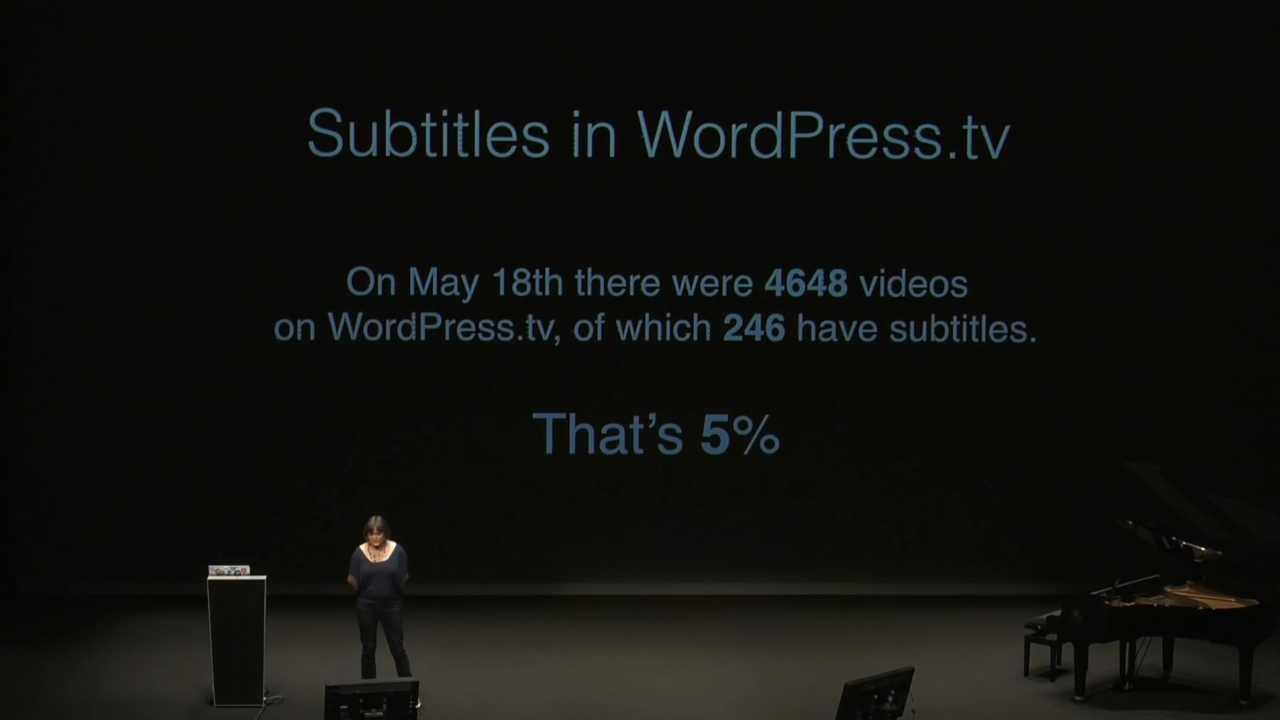 Subtitles in WordPress.tv
On May 18th there were 4648 videos
on WordPress.tv, of which 246 have subtitles.
That’s 5%